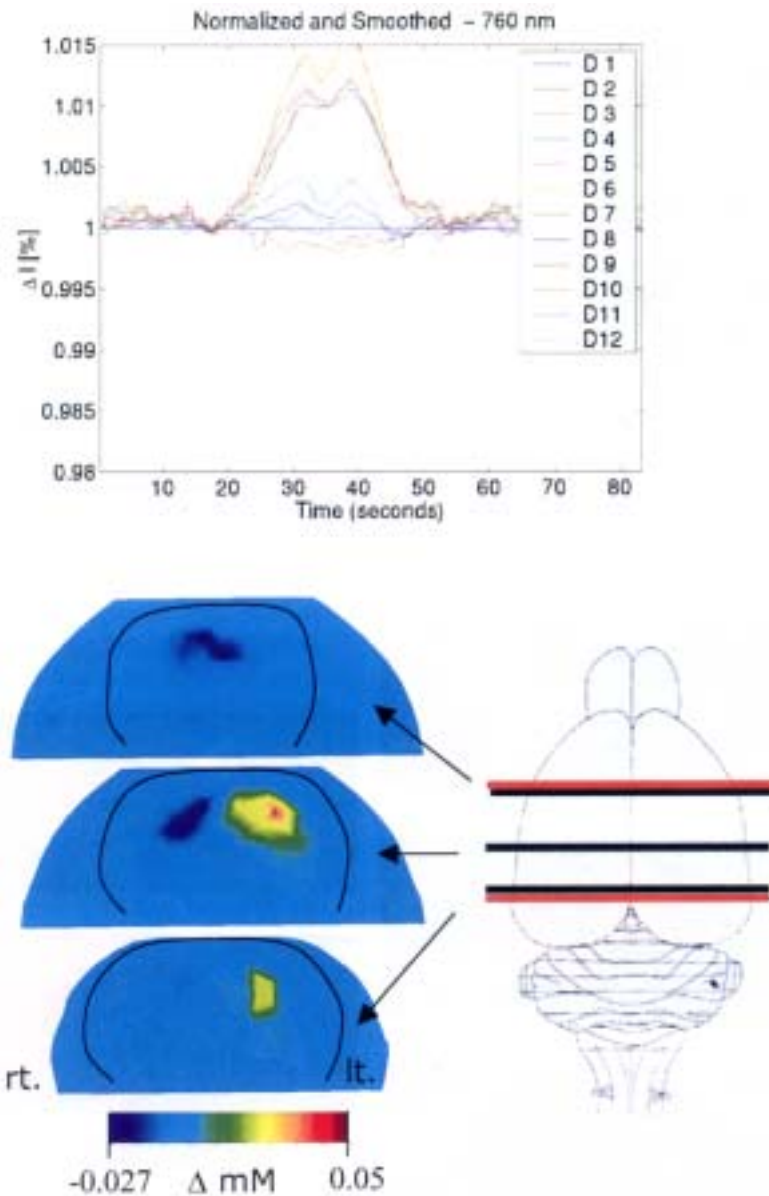 Normalized and Smoothed - 760 nm
1.015
1.01
1.005
1
0.995
0.99
0.985
0.98
Δ I [%]
10 20 30 40 50 60 70 80
Time (seconds)
D 1
D 2
D 3
D 4
D 5
D 6
D 7
D 8
D 9
D10
D11
D12
rt.
lt.
-0.027 Δ mM 0.05